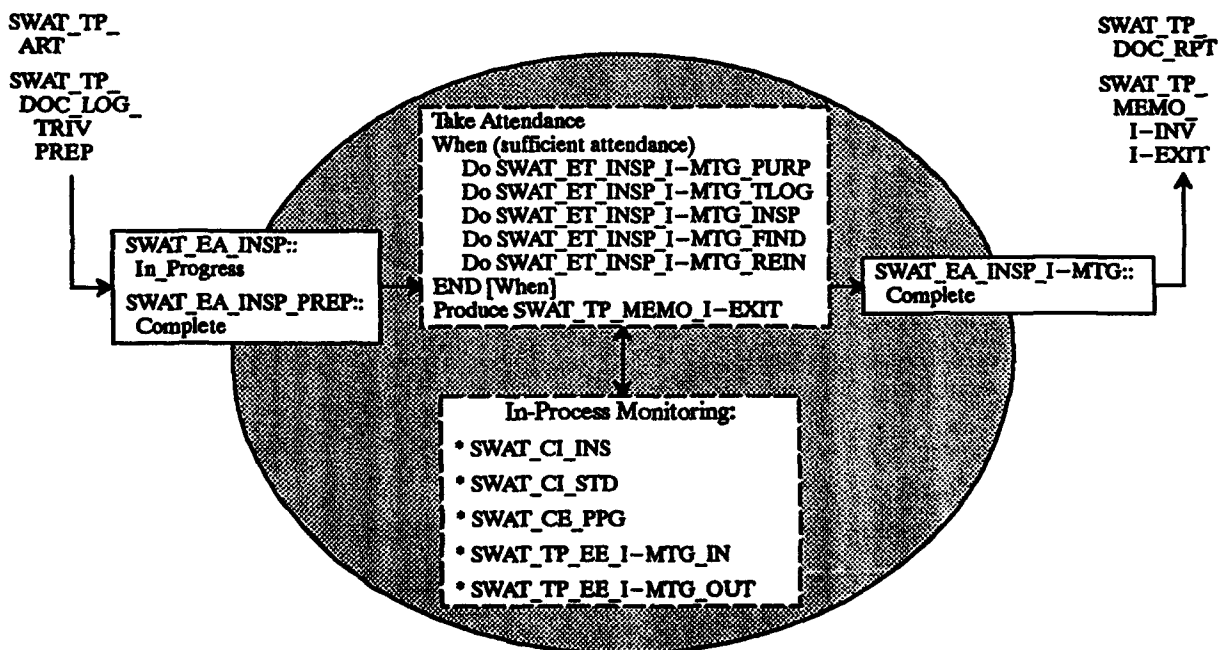 SWAT_TP_
ART
SWAT_TP_
DOC_LOG_
TRIV
PREP
SWAT_EA_INSP::
In_Progress
SWAT_EA_INSP_PREP::
Complete
Take Attendance
When (sufficient attendance)
Do SWAT_ET_INSP_I-MTG_PURP
Do SWAT_ET_INSP_I-MTG_TLOG
Do SWAT_ET_INSP_I-MTG_INSP
Do SWAT_ET_INSP_I-MTG_FIND
Do SWAT_ET_INSP_I-MTG_REIN
END [When]
Produce SWAT_TP_MEMO_I-EXIT
In-Process Monitoring:
* SWAT_CI_INS
* SWAT_CI_STD
* SWAT_CE_PPG
* SWAT_TP_EE_I-MTG_IN
* SWAT_TP_EE_I-MTG_OUT
SWAT_EA_INSP_I-MTG::
Complete
SWAT_TP_
DOC_RPT
SWAT_TP_
MEMO_
I-INV
I-EXIT